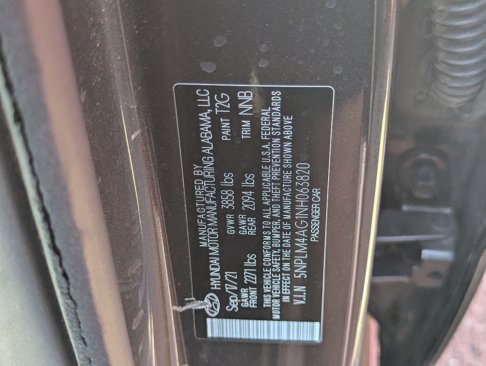 MANUFACTURED BY
HYUNDAI MOTOR MANUFACTURING ALABAMA, LLC
Sep/17/21 GVWR 3858 lbs PAINT T2G
GAWR FRONT 2271 lbs GAWR REAR 2094 lbs TRIM NNB
THIS VEHICLE CONFORMS TO ALL APPLICABLE U.S.A. FEDERAL
MOTOR VEHICLE SAFETY, BUMPER, AND THEFT PREVENTION STANDARDS
IN EFFECT ON THE DATE OF MANUFACTURE SHOWN ABOVE
V.I.N 5NPLM4AG1NH063820
PASSENGER CAR